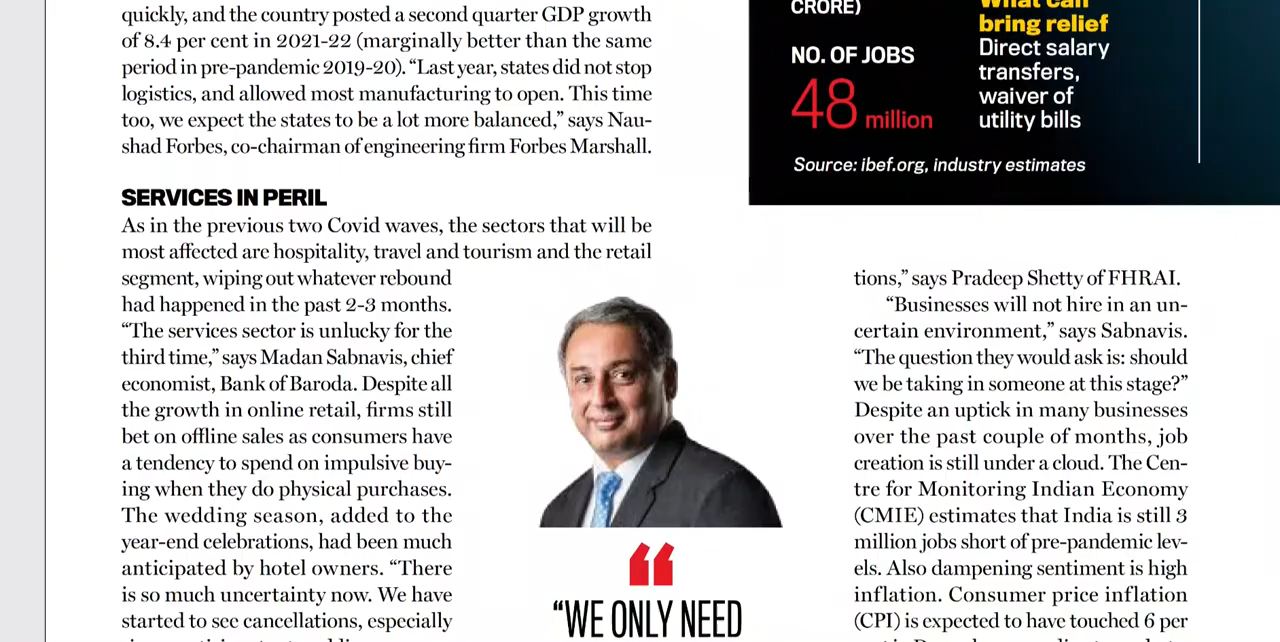 quickly, and the country posted a second quarter GDP growth
of 8.4 per cent in 2021-22 (marginally better than the same
period in pre-pandemic 2019-20). “Last year, states did not stop
logistics, and allowed most manufacturing to open. This time
too, we expect the states to be a lot more balanced,” says Nau-
shad Forbes, co-chairman of engineering firm Forbes Marshall.
SERVICES IN PERIL
As in the previous two Covid waves, the sectors that will be
most affected are hospitality, travel and tourism and the retail
segment, wiping out whatever rebound
had happened in the past 2-3 months.
“The services sector is unlucky for the
third time,” says Madan Sabnavis, chief
economist, Bank of Baroda. Despite all
the growth in online retail, firms still
bet on offline sales as consumers have
a tendency to spend on impulsive buy-
ing when they do physical purchases.
The wedding season, added to the
year-end celebrations, had been much
anticipated by hotel owners. “There
is so much uncertainty now. We have
started to see cancellations, especially
“WE ONLY NEED
CRORE)
NO. OF JOBS
48 million
What can
bring relief
Direct salary
transfers,
waiver of
utility bills
Source: ibef.org, industry estimates
tions,” says Pradeep Shetty of FHRAI.
“Businesses will not hire in an un-
certain environment,” says Sabnavis.
“The question they would ask is: should
we be taking in someone at this stage?”
Despite an uptick in many businesses
over the past couple of months, job
creation is still under a cloud. The Cen-
tre for Monitoring Indian Economy
(CMIE) estimates that India is still 3
million jobs short of pre-pandemic lev-
els. Also dampening sentiment is high
inflation. Consumer price inflation
(CPI) is expected to have touched 6 per